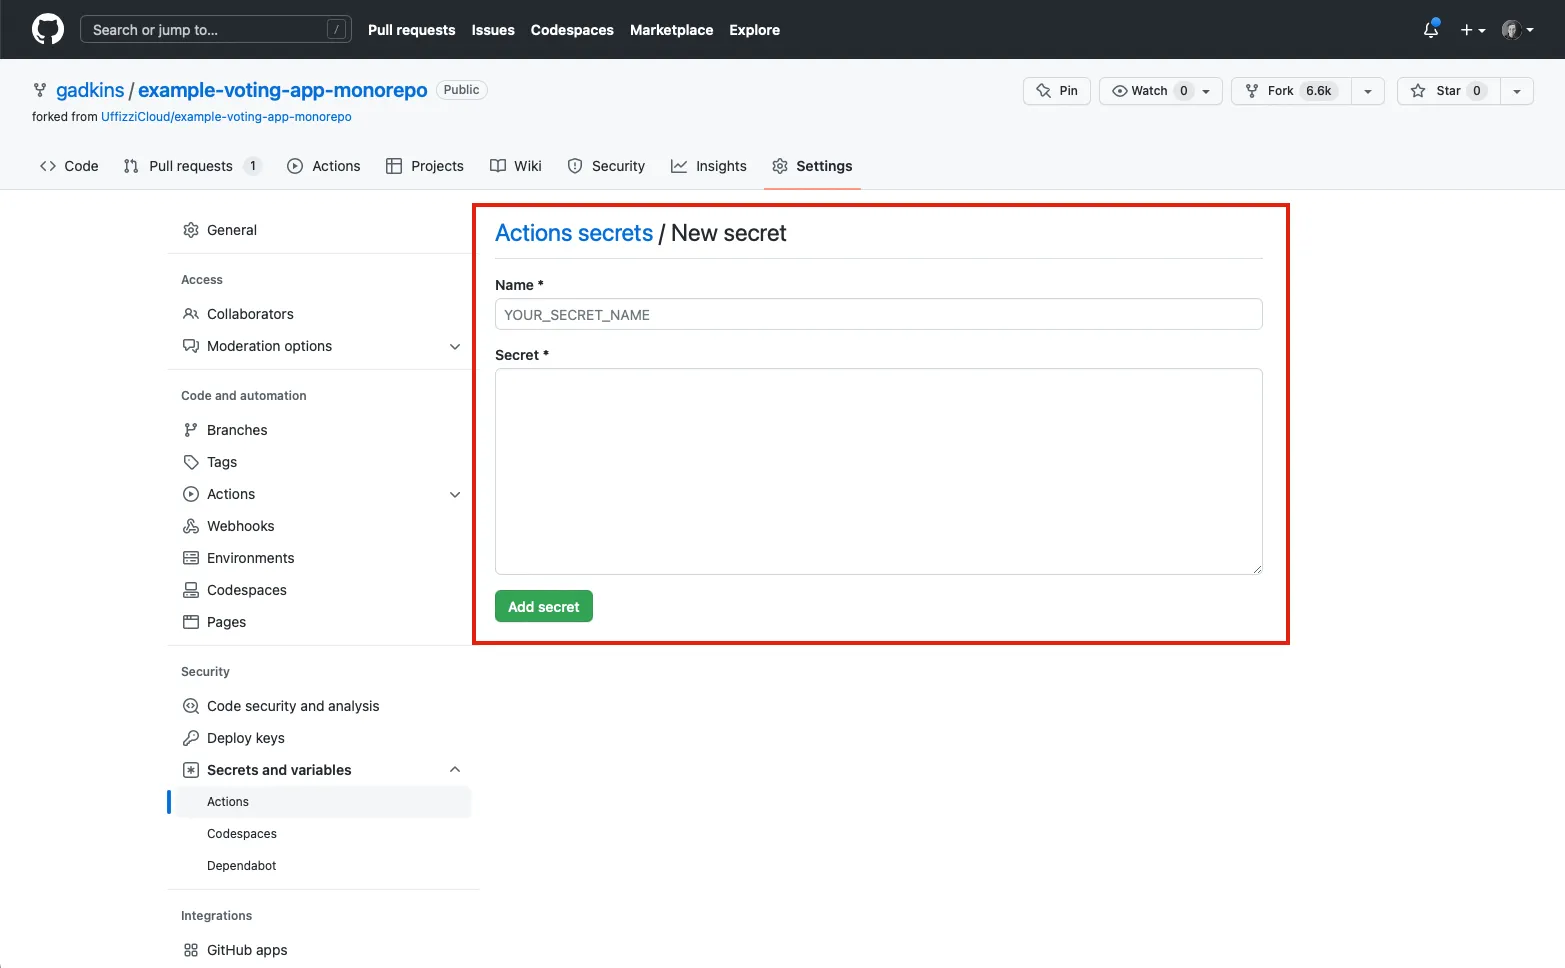 Search or jump to... /
Pull requests Issues Codespaces Marketplace Explore
gadkins / example-voting-app-monorepo Public
Pin Watch 0 Fork 6.6k Star 0
forked from UffizziCloud/example-voting-app-monorepo
Code Pull requests 1 Actions Projects Wiki Security Insights Settings
General
Access
Collaborators
Moderation options
Code and automation
Branches
Tags
Actions
Webhooks
Environments
Codespaces
Pages
Security
Code security and analysis
Deploy keys
Secrets and variables
Actions
Codespaces
Dependabot
Integrations
GitHub apps
Actions secrets / New secret
Name *
YOUR_SECRET_NAME
Secret *
Add secret